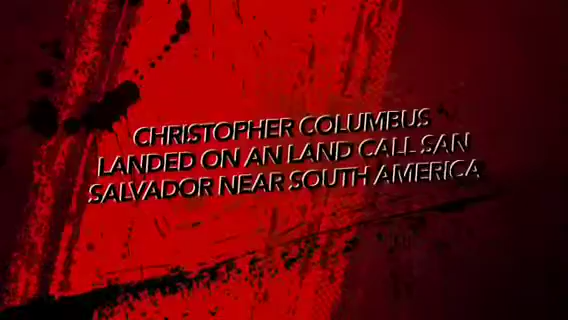 CHRISTOPHER COLUMBUS
LANDED ON AN LAND CALL SAN
SALVADOR NEAR SOUTH AMERICA